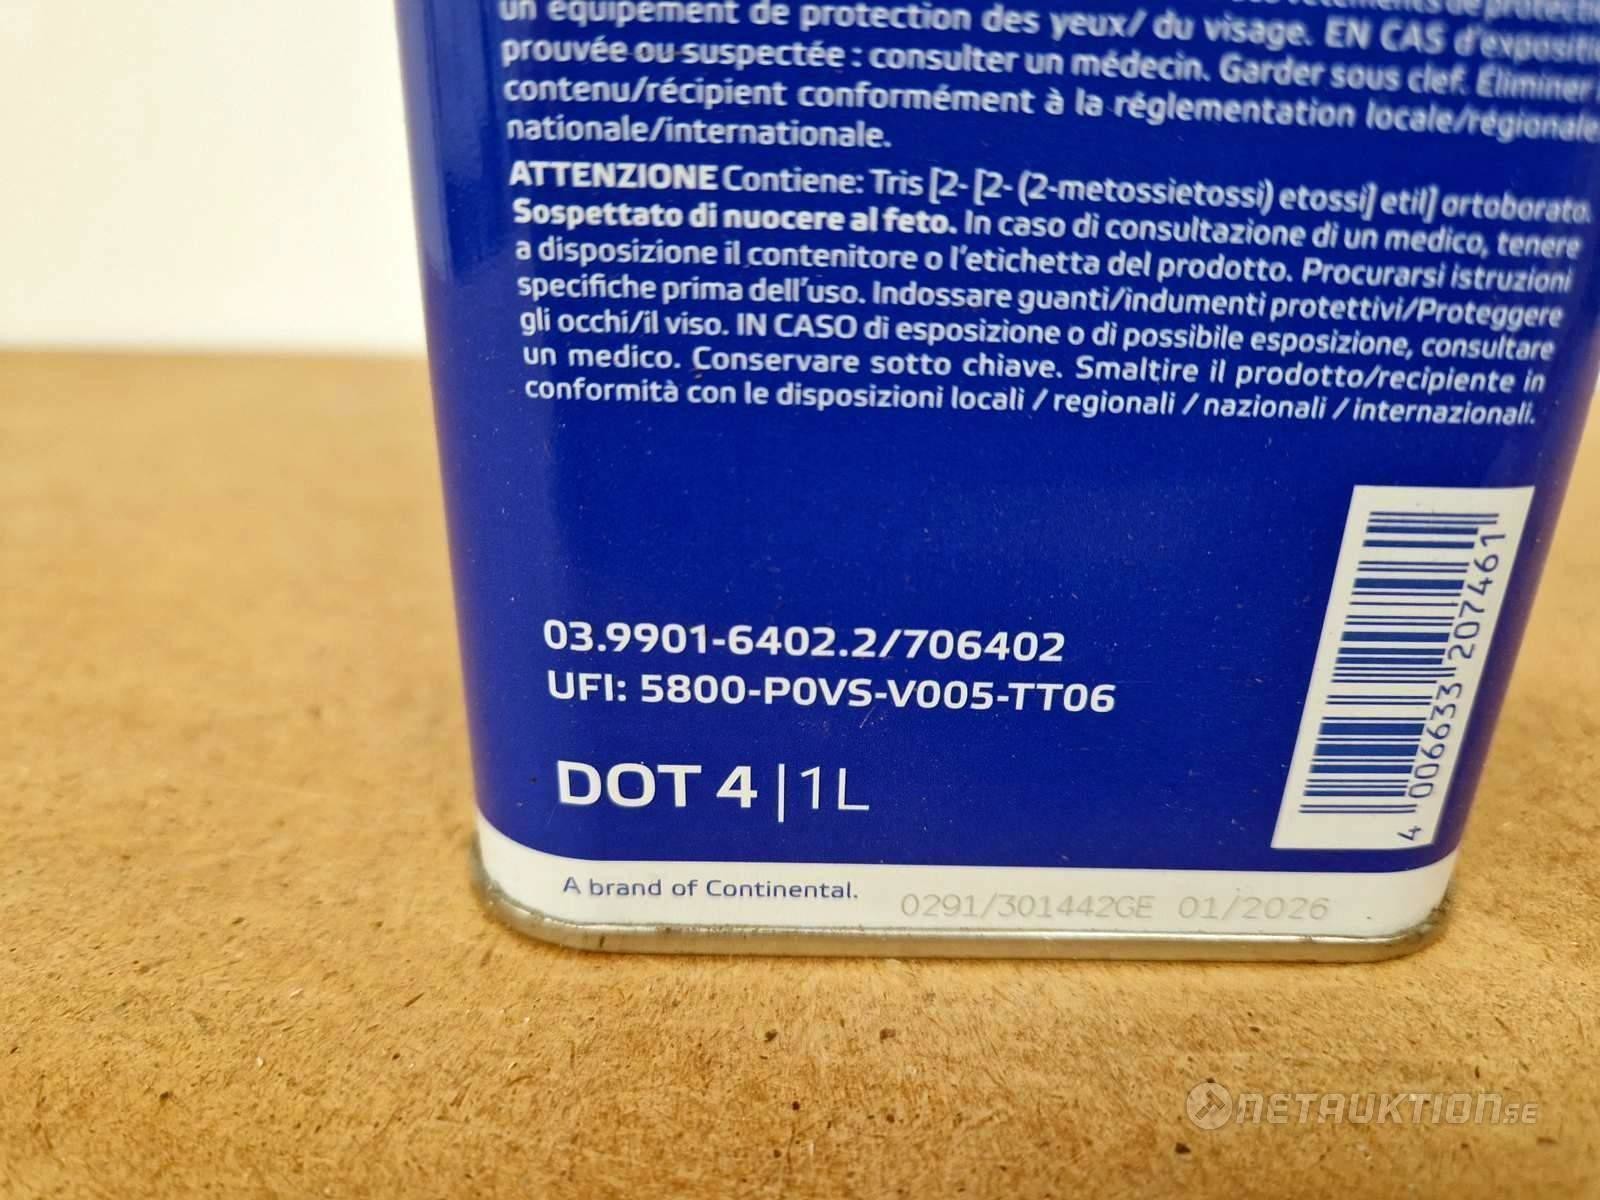 un équipement de protection des yeux/ du visage. EN CAS d'expositi
prouvée ou suspectée : consulter un médecin. Garder sous clef. Éliminer
contenu/récipient conformément à la réglementation locale/régionale
nationale/internationale.
ATTENZIONE Contiene: Tris [2- [2- (2-metossietossi) etossi] etil] ortoborato.
Sospettato di nuocere al feto. In caso di consultazione di un medico, tenere
a disposizione il contenitore o l'etichetta del prodotto. Procurarsi istruzioni
specifiche prima dell'uso. Indossare guanti/indumenti protettivi/Proteggere
gli occhi/il viso. IN CASO di esposizione o di possibile esposizione, consultare
un medico. Conservare sotto chiave. Smaltire il prodotto/recipiente in
conformità con le disposizioni locali / regionali / nazionali / internazionali.
03.9901-6402.2/706402
UFI: 5800-P0VS-V005-TT06
DOT 4 | 1L
4 006633 207461
A brand of Continental.
0291/301442GE 01/2026
NETAUKTION.SE